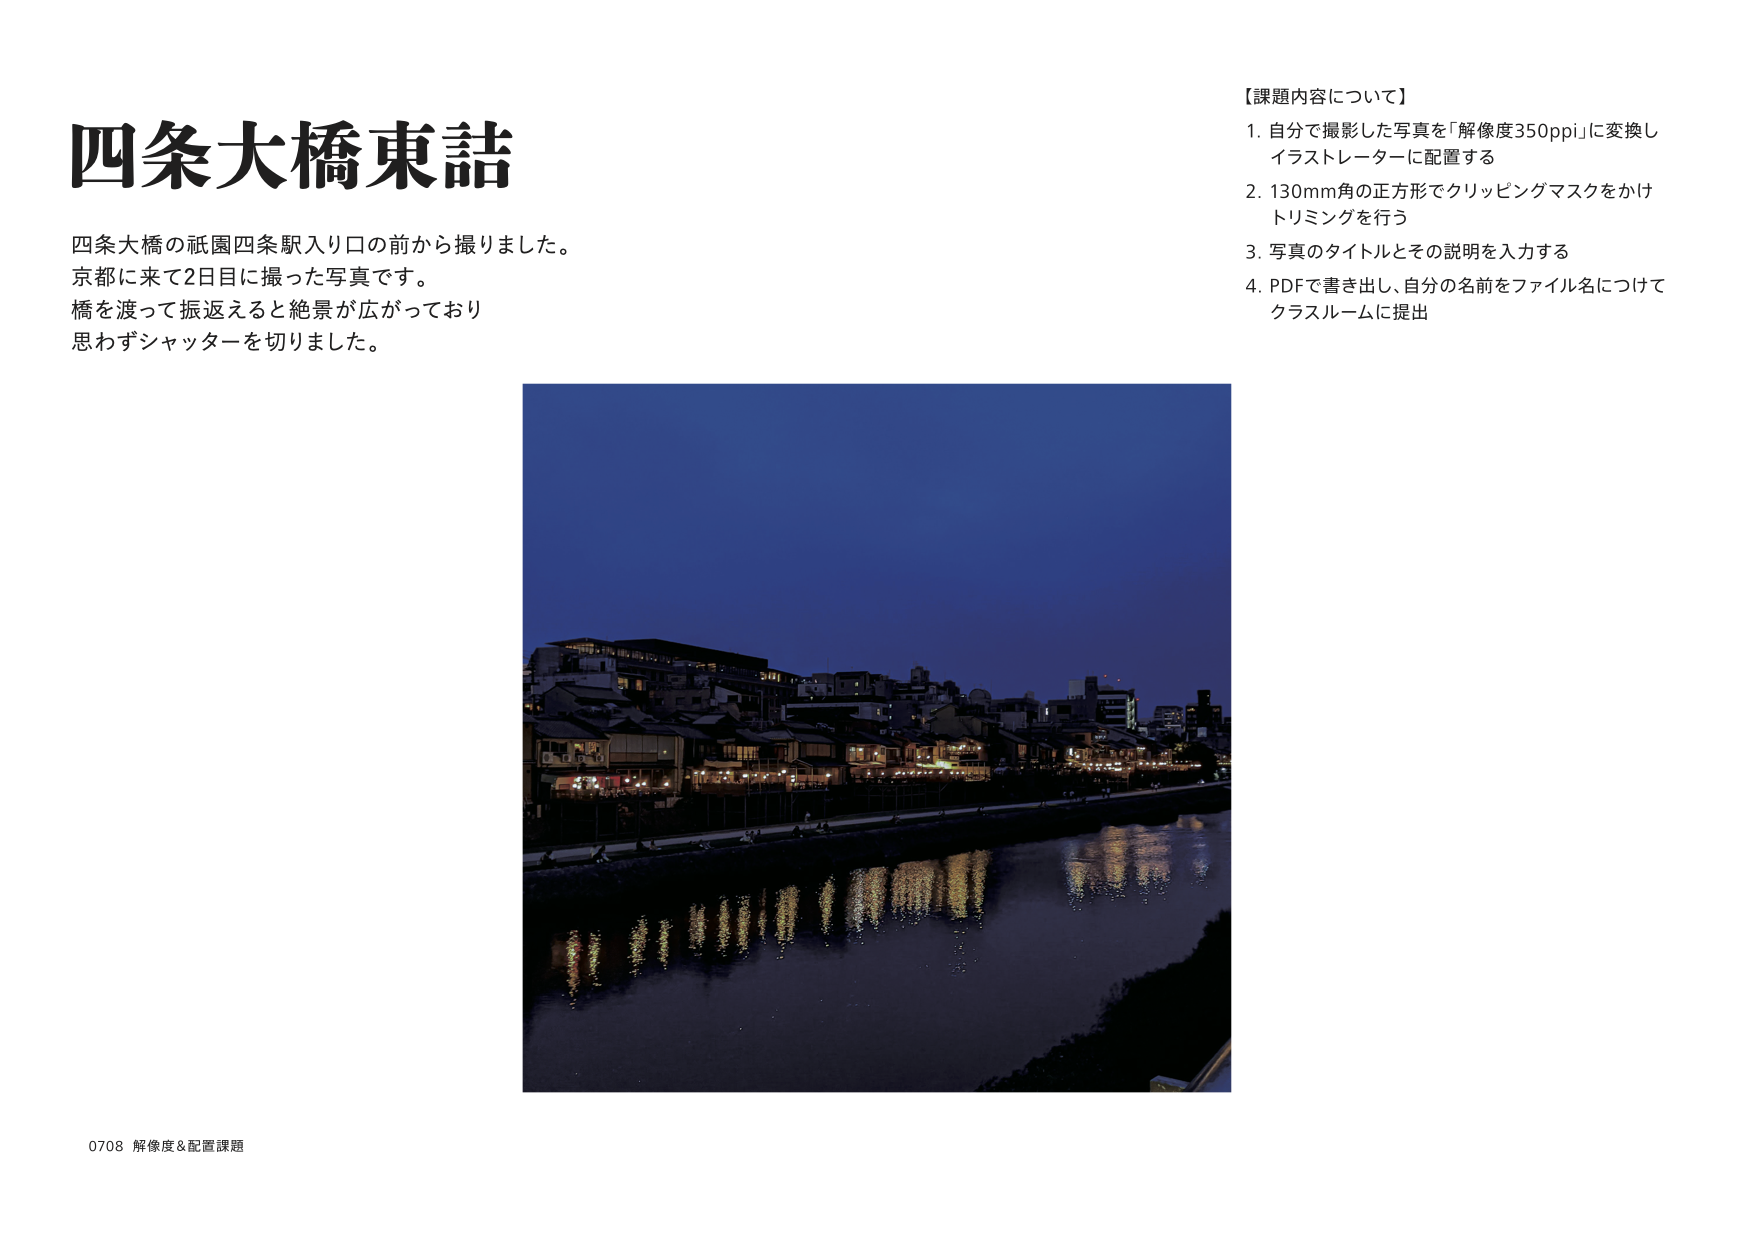 四条大橋東詰
四条大橋の祇園四条駅入り口の前から撮りました。
京都に来て2日目に撮った写真です。
橋を渡って振返えると絶景が広がっており
思わずシャッターを切りました。
【課題内容について】
1. 自分で撮影した写真を「解像度350ppi」に変換し
イラストレーターに配置する
2. 130mm角の正方形でクリッピングマスクをかけ
トリミングを行う
3. 写真のタイトルとその説明を入力する
4. PDFで書き出し、自分の名前をファイル名につけて
クラスルームに提出
0708 解像度&配置課題